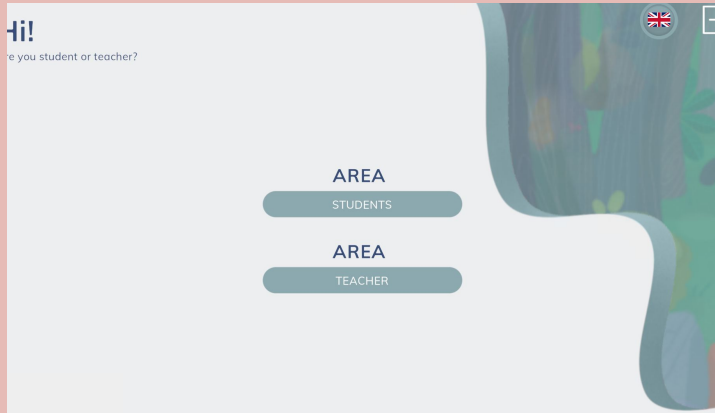 Hi!
re you student or teacher?
AREA
STUDENTS
AREA
TEACHER